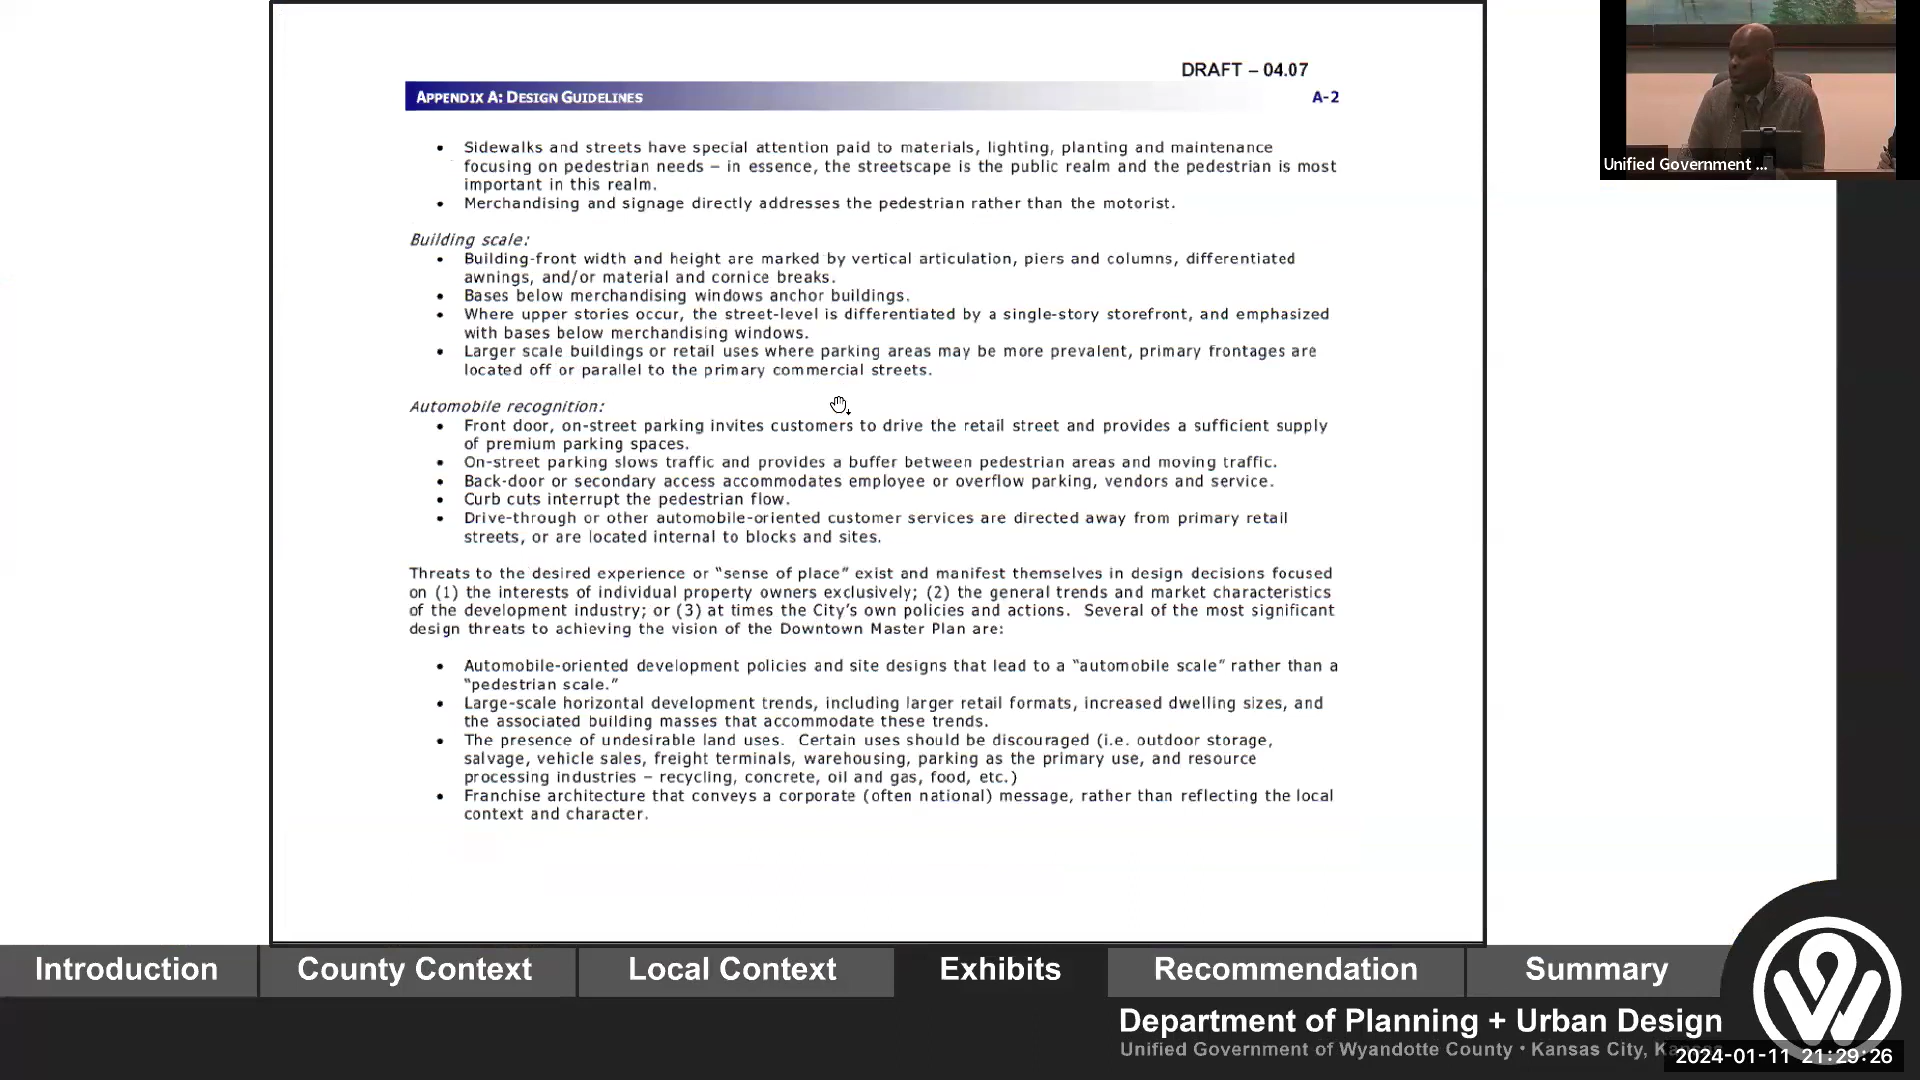 DRAFT – 04.07
APPENDIX A: DESIGN GUIDELINES
A-2
• Sidewalks and streets have special attention paid to materials, lighting, planting and maintenance
focusing on pedestrian needs – in essence, the streetscape is the public realm and the pedestrian is most
important in this realm.
• Merchandising and signage directly addresses the pedestrian rather than the motorist.
Building scale:
• Building-front width and height are marked by vertical articulation, piers and columns, differentiated
awnings, and/or material and cornice breaks.
• Bases below merchandising windows anchor buildings.
• Where upper stories occur, the street-level is differentiated by a single-story storefront, and emphasized
with bases below merchandising windows.
• Larger scale buildings or retail uses where parking areas may be more prevalent, primary frontages are
located off or parallel to the primary commercial streets.
Automobile recognition:
• Front door, on-street parking invites customers to drive the retail street and provides a sufficient supply
of premium parking spaces.
• On-street parking slows traffic and provides a buffer between pedestrian areas and moving traffic.
• Back-door or secondary access accommodates employee or overflow parking, vendors and service.
• Curb cuts interrupt the pedestrian flow.
• Drive-through or other automobile-oriented customer services are directed away from primary retail
streets, or are located internal to blocks and sites.
Threats to the desired experience or “sense of place” exist and manifest themselves in design decisions focused
on (1) the interests of individual property owners exclusively; (2) the general trends and market characteristics
of the development industry; or (3) at times the City’s own policies and actions. Several of the most significant
design threats to achieving the vision of the Downtown Master Plan are:
• Automobile-oriented development policies and site designs that lead to a “automobile scale” rather than a
“pedestrian scale.”
• Large-scale horizontal development trends, including larger retail formats, increased dwelling sizes, and
the associated building masses that accommodate these trends.
• The presence of undesirable land uses. Certain uses should be discouraged (i.e. outdoor storage,
salvage, vehicle sales, freight terminals, warehousing, parking as the primary use, and resource
processing industries – recycling, concrete, oil and gas, food, etc.)
• Franchise architecture that conveys a corporate (often national) message, rather than reflecting the local
context and character.
Unified Government ...
Introduction
County Context
Local Context
Exhibits
Recommendation
Summary
Department of Planning + Urban Design
Unified Government of Wyandotte County • Kansas City,
2024-01-11 21:29:26